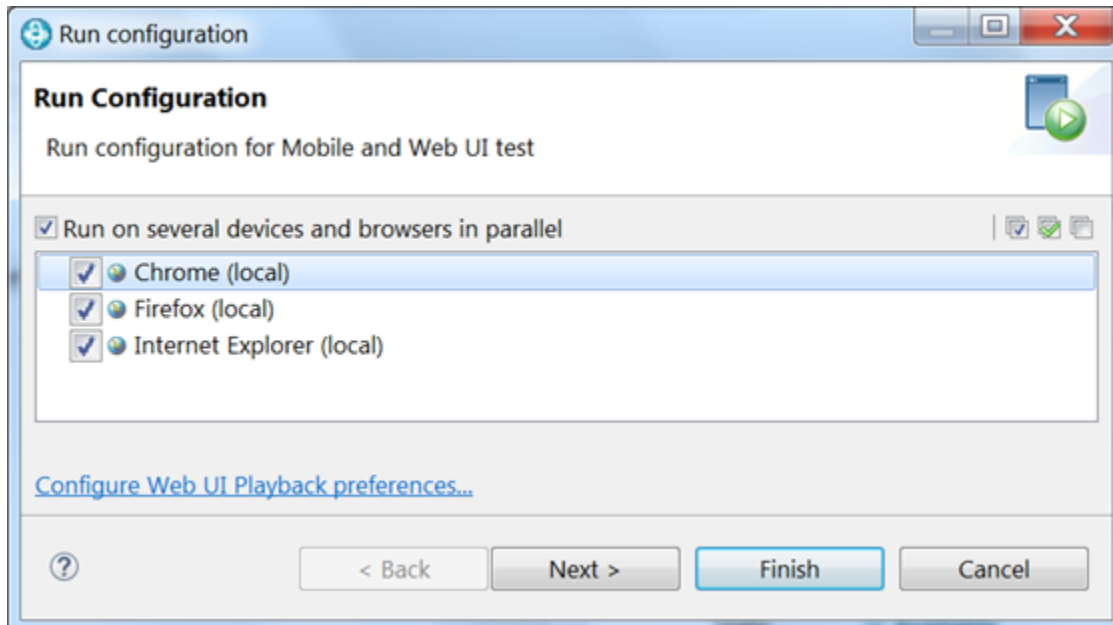 Run configuration
Run Configuration
Run configuration for Mobile and Web UI test
Run on several devices and browsers in parallel
Chrome (local)
Firefox (local)
Internet Explorer (local)
Configure Web UI Playback preferences...
? < Back Next > Finish Cancel